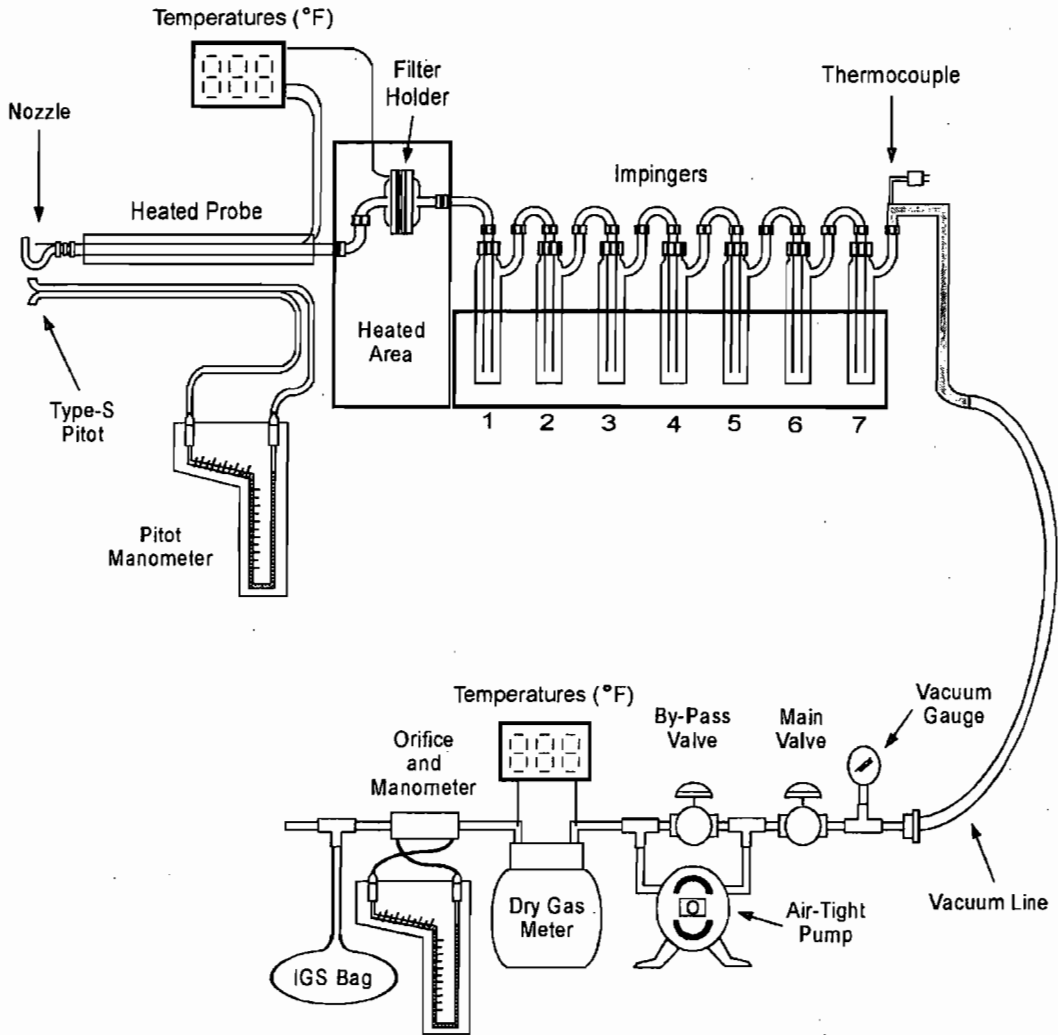 Temperatures (°F)
Filter
Holder
Thermocouple
Nozzle
Impingers
Heated Probe
Heated
Area
Type-S
Pitot
1 2 3 4 5 6 7
Pitot
Manometer
Temperatures (°F)
Vacuum
Gauge
By-Pass
Valve
Main
Valve
Orifice
and
Manometer
Dry Gas
Meter
Air-Tight
Pump
Vacuum Line
IGS Bag